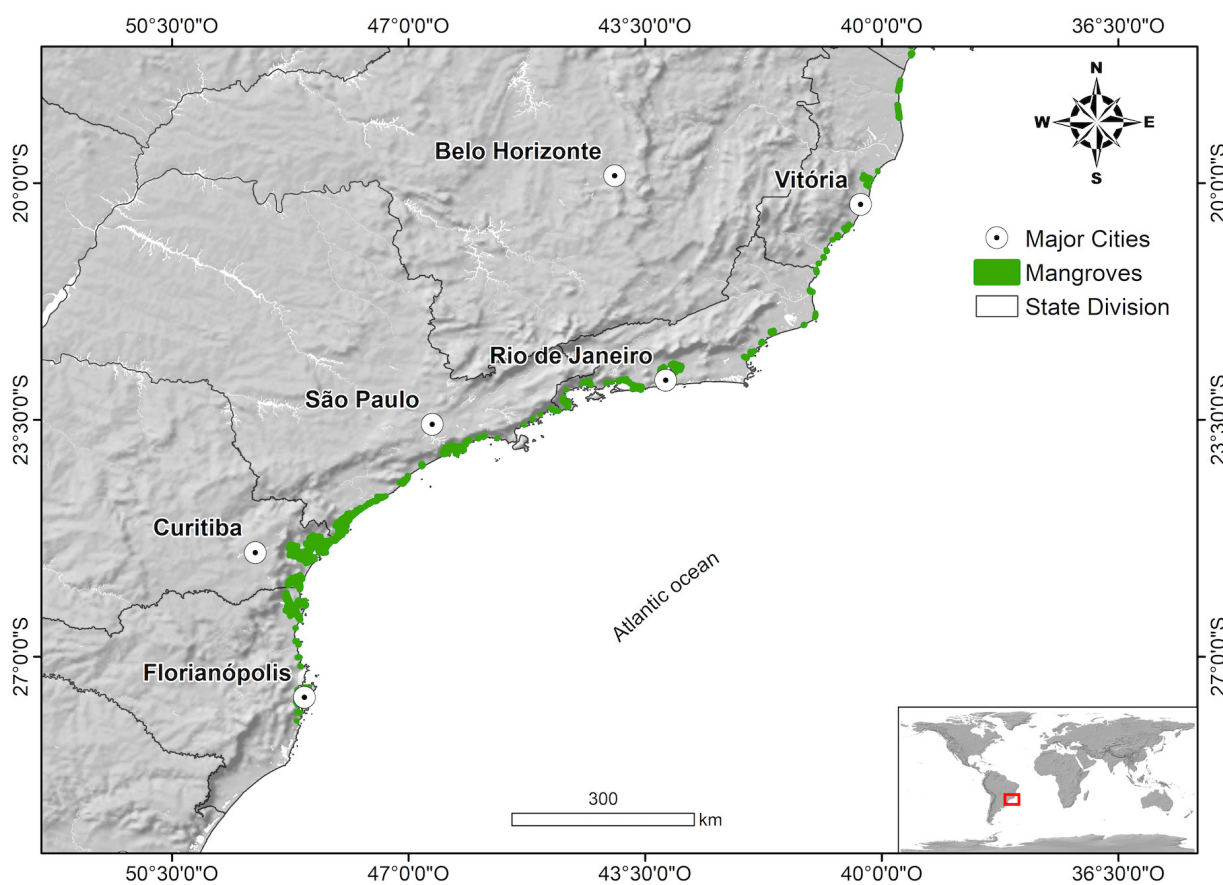 50°30'0"O 47°0'0"O 43°30'0"O 40°0'0"O 36°30'0"O
N
W E
S
Belo Horizonte
Vitória
20°0'0"S 20°0'0"S
Major Cities
Mangroves
State Division
Rio de Janeiro
São Paulo
23°30'0"S 23°30'0"S
Curitiba
Atlantic ocean
Florianópolis
27°0'0"S 27°0'0"S
300
km
50°30'0"O 47°0'0"O 43°30'0"O 40°0'0"O 36°30'0"O